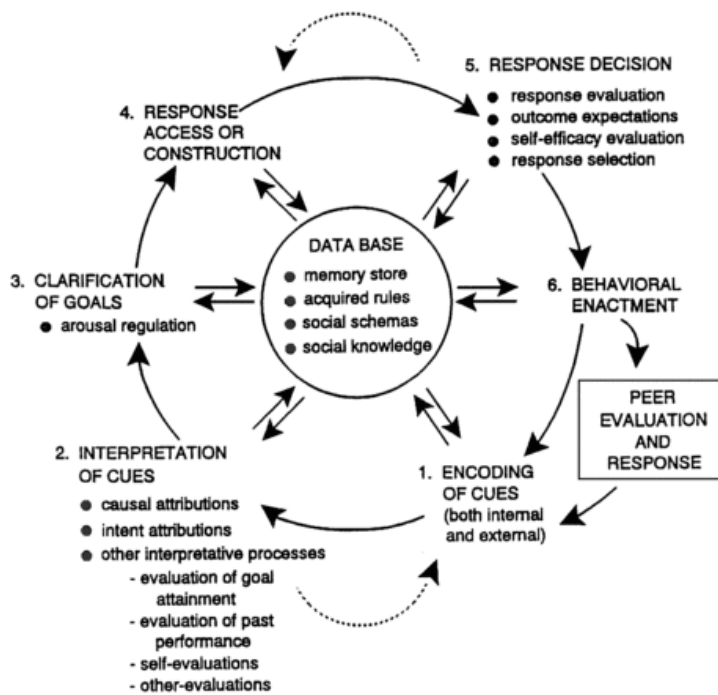 5. RESPONSE DECISION
● response evaluation
● outcome expectations
● self-efficacy evaluation
● response selection
4. RESPONSE
ACCESS OR
CONSTRUCTION
DATA BASE
● memory store
● acquired rules
● social schemas
● social knowledge
3. CLARIFICATION
OF GOALS
● arousal regulation
6. BEHAVIORAL
ENACTMENT
PEER
EVALUATION
AND
RESPONSE
2. INTERPRETATION
OF CUES
● causal attributions
● intent attributions
● other interpretative processes
- evaluation of goal
attainment
- evaluation of past
performance
- self-evaluations
- other-evaluations
1. ENCODING
OF CUES
(both internal
and external)